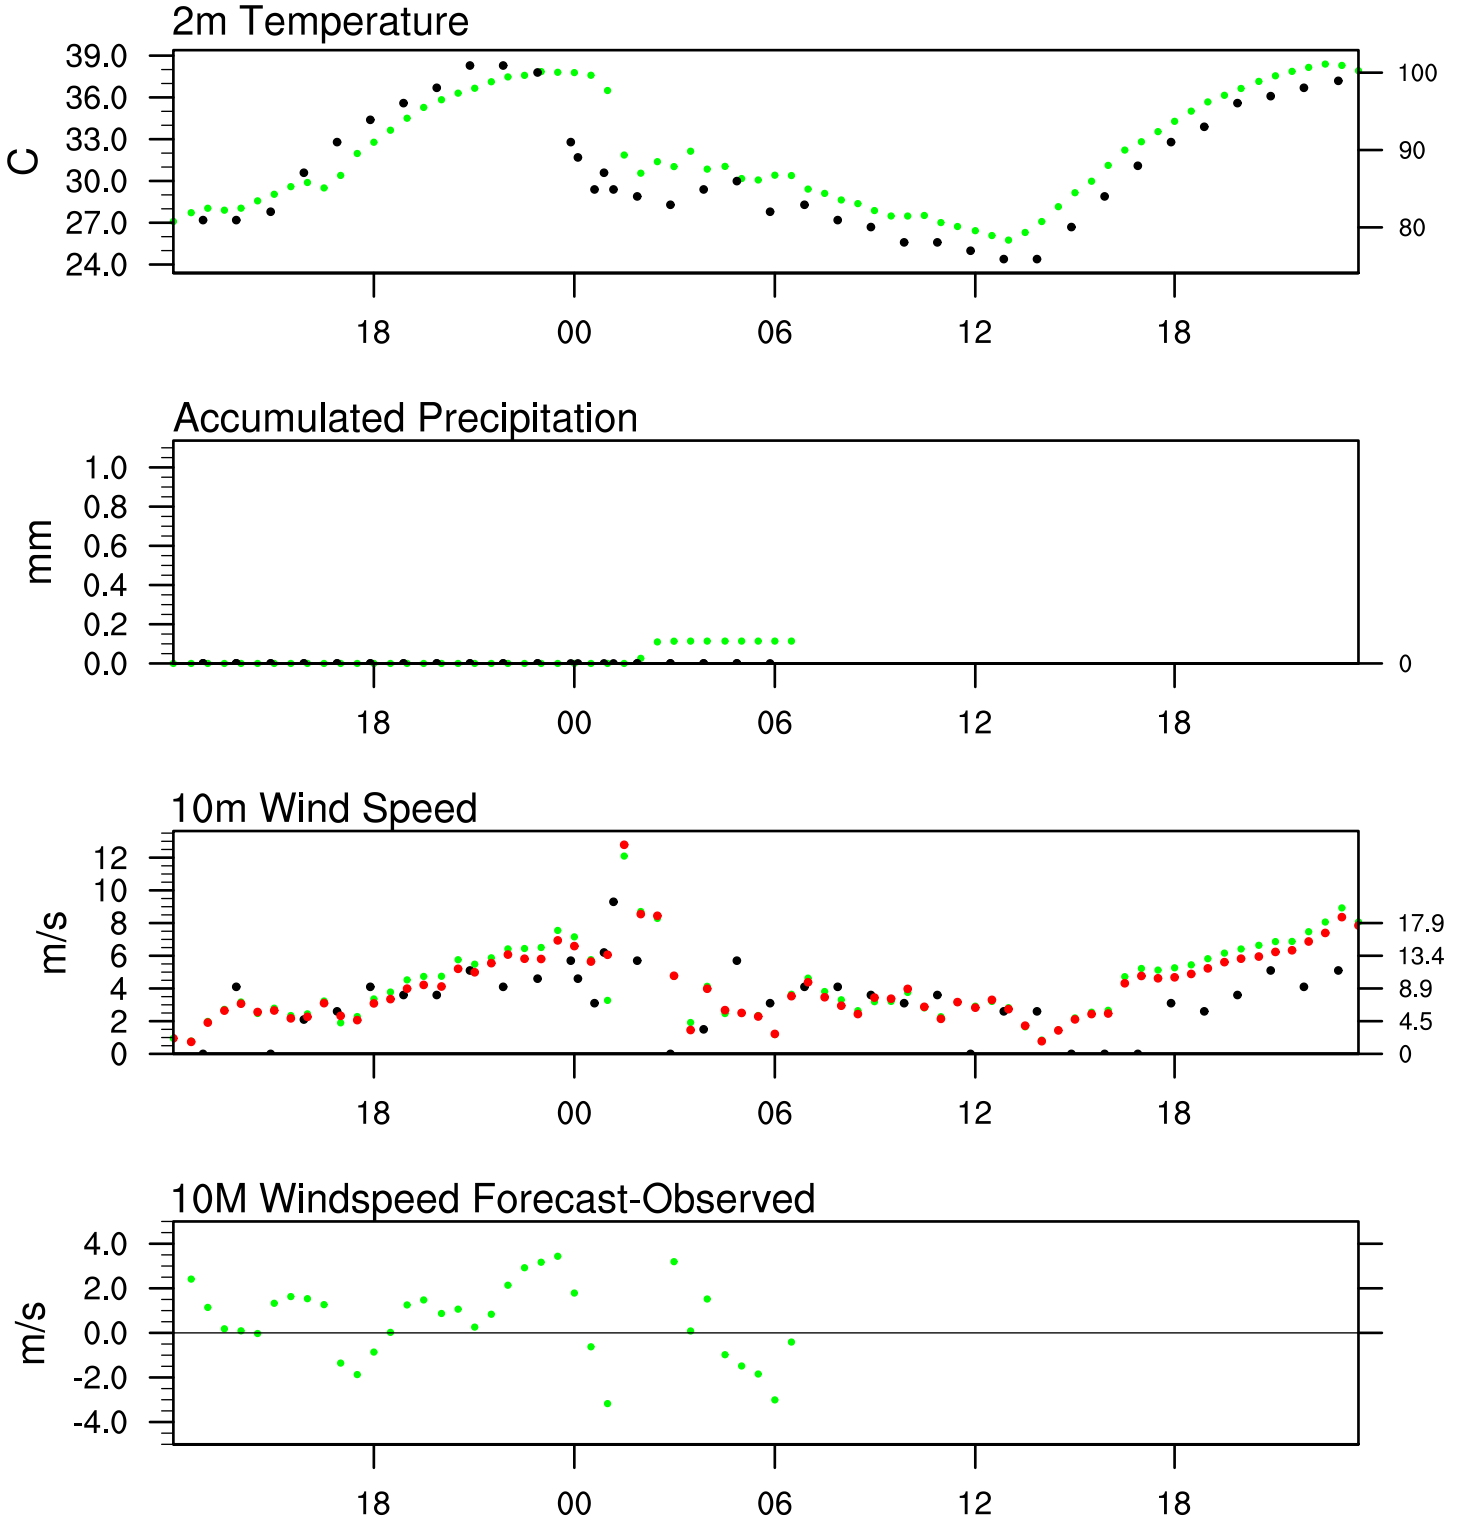 2m Temperature
39.0
36.0
33.0
30.0
27.0
24.0
C
100
90
80
18 00 06 12 18
Accumulated Precipitation
1.0
0.8
0.6
0.4
0.2
0.0
mm
0
18 00 06 12 18
10m Wind Speed
12
10
8
6
4
2
0
m/s
17.9
13.4
8.9
4.5
0
18 00 06 12 18
10M Windspeed Forecast-Observed
4.0
2.0
0.0
-2.0
-4.0
m/s
18 00 06 12 18